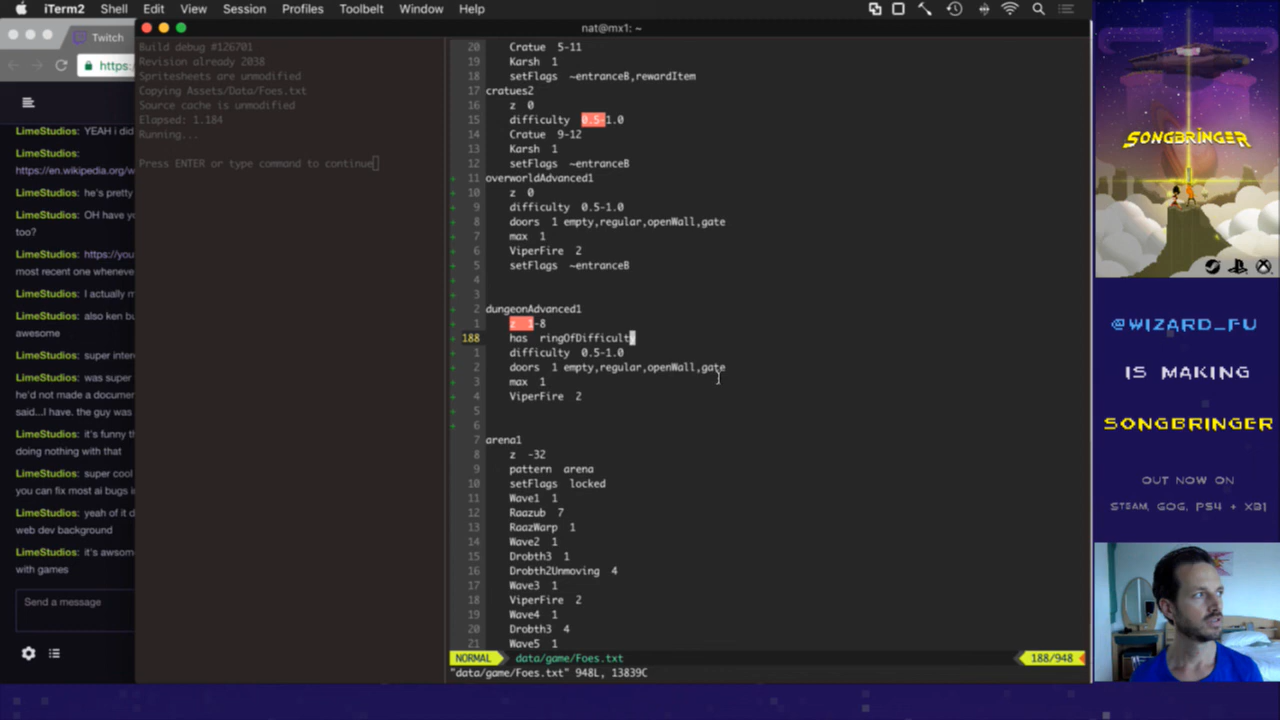 iTerm2 Shell Edit View Session Profiles Toolbelt Window Help
nat@mx1: ~
Twitch
https:
LimeStudios: YEAH i did
LimeStudios:
https://en.wikipedia.org/w
LimeStudios: he's pretty
LimeStudios: OH have yo
too?
LimeStudios: https://you
most recent one wheneve
LimeStudios: I actually m
LimeStudios: also ken bu
awesome
LimeStudios: super inter
LimeStudios: was super
he'd not made a documer
said...I have. the guy was
LimeStudios: it's funny th
doing nothing with that
LimeStudios: super cool
you can fix most ai bugs i
LimeStudios: yeah of it d
web dev background
LimeStudios: it's awsom
with games
Send a message
Build debug #126701
Revision already 2038
Spritesheets are unmodified
Copying Assets/Data/Foes.txt
Source cache is unmodified
Elapsed: 1.184
Running...
Press ENTER or type command to continue
20 Cratue 5-11
19 Karsh 1
18 setFlags ~entranceB,rewardItem
17 cratues2
16 z 0
15 difficulty 0.5-1.0
14 Cratue 9-12
13 Karsh 1
12 setFlags ~entranceB
+ 11 overworldAdvanced1
+ 10 z 0
+ 9 difficulty 0.5-1.0
+ 8 doors 1 empty,regular,openWall,gate
+ 7 max 1
+ 6 ViperFire 2
+ 5 setFlags ~entranceB
+ 4
+ 3
+ 2 dungeonAdvanced1
+ 1 z 1-8
+ 188 has ringOfDifficult
+ 1 difficulty 0.5-1.0
+ 2 doors 1 empty,regular,openWall,gate
+ 3 max 1
+ 4 ViperFire 2
+ 5
+ 6
7 arena1
8 z -32
9 pattern arena
10 setFlags locked
11 Wave1 1
12 Raazub 7
13 RaazWarp 1
14 Wave2 1
15 Drobth3 1
16 Drobth2Unmoving 4
17 Wave3 1
18 ViperFire 2
19 Wave4 1
20 Drobth3 4
21 Wave5 1
NORMAL data/game/Foes.txt 188/948
"data/game/Foes.txt" 948L, 13839C
SONGBRINGER
@WIZARD_FU
IS MAKING
SONGBRINGER
OUT NOW ON
STEAM, GOG, PS4 + XB1